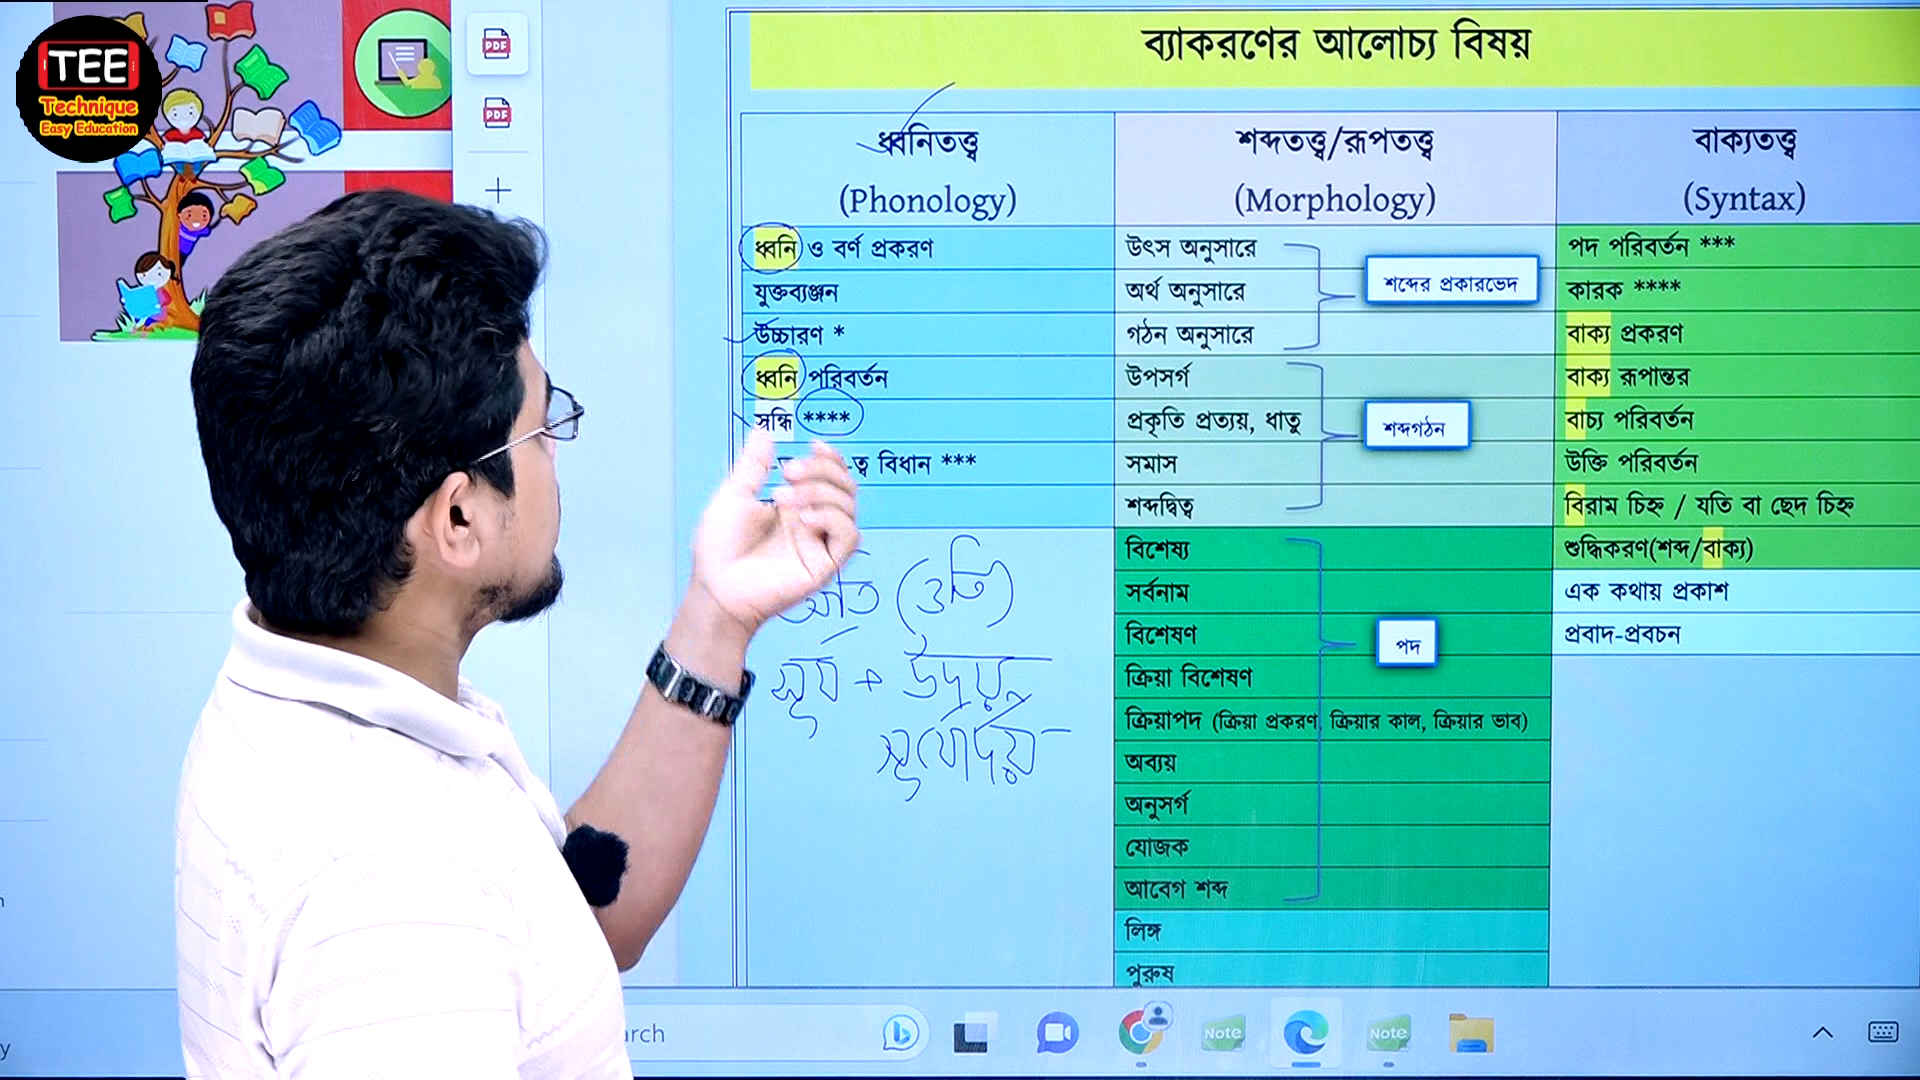 TEE
Technique
Easy Education
PDF
PDF
ব্যাকরণের আলোচ্য বিষয়
ধ্বনিতত্ত্ব
(Phonology)
ধ্বনি ও বর্ণ প্রকরণ
যুক্তব্যঞ্জন
উচ্চারণ *
ধ্বনি পরিবর্তন
সন্ধি ****
-ত্ব বিধান ***
(ওতি)
সূর্য + উদয়
সূর্যোদয়
শব্দতত্ত্ব/রূপতত্ত্ব
(Morphology)
উৎস অনুসারে
অর্থ অনুসারে
গঠন অনুসারে
শব্দের প্রকারভেদ
উপসর্গ
প্রকৃতি প্রত্যয়, ধাতু
সমাস
শব্দদ্বিত্ব
শব্দগঠন
বিশেষ্য
সর্বনাম
বিশেষণ
ক্রিয়া বিশেষণ
ক্রিয়াপদ (ক্রিয়া প্রকরণ, ক্রিয়ার কাল, ক্রিয়ার ভাব)
অব্যয়
অনুসর্গ
যোজক
আবেগ শব্দ
পদ
লিঙ্গ
পুরুষ
বাক্যতত্ত্ব
(Syntax)
পদ পরিবর্তন ***
কারক ****
বাক্য প্রকরণ
বাক্য রূপান্তর
বাচ্য পরিবর্তন
উক্তি পরিবর্তন
বিরাম চিহ্ন / যতি বা ছেদ চিহ্ন
শুদ্ধিকরণ(শব্দ/বাক্য)
এক কথায় প্রকাশ
প্রবাদ-প্রবচন
arch
Note
Note